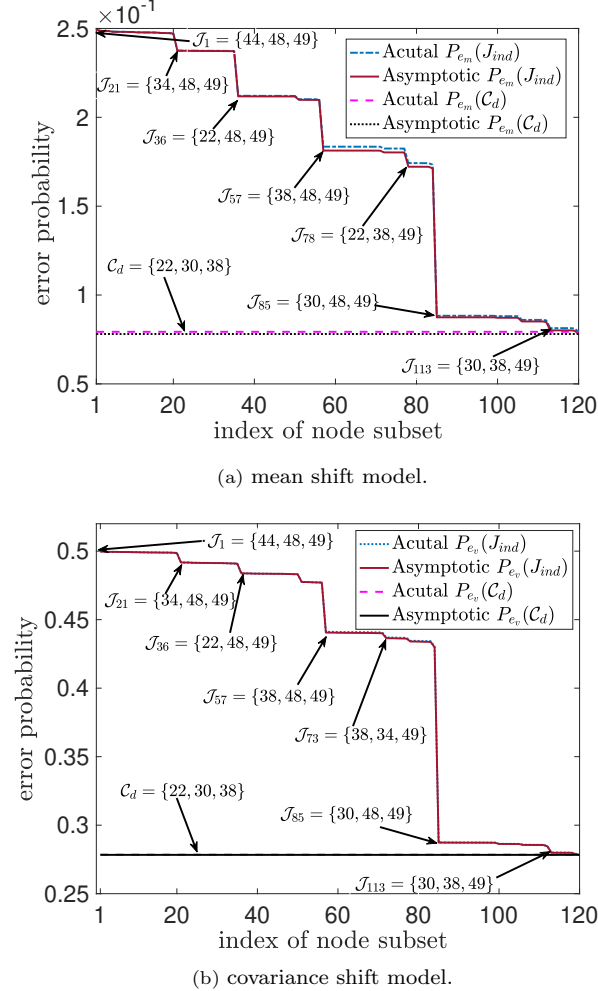 ×10⁻¹
2.5
2
1.5
1
0.5
error probability
J₁ = {44, 48, 49}
J₂₁ = {34, 48, 49}
J₃₆ = {22, 48, 49}
J₅₇ = {38, 48, 49}
J₇₈ = {22, 38, 49}
C_d = {22, 30, 38}
J₈₅ = {30, 48, 49}
J₁₁₃ = {30, 38, 49}
Acutal P_{e_m}(J_{ind})
Asymptotic P_{e_m}(J_{ind})
Acutal P_{e_m}(C_d)
Asymptotic P_{e_m}(C_d)
1 20 40 60 80 100 120
index of node subset
(a) mean shift model.
0.5
0.45
0.4
0.35
0.3
0.25
error probability
J₁ = {44, 48, 49}
J₂₁ = {34, 48, 49}
J₃₆ = {22, 48, 49}
J₅₇ = {38, 48, 49}
J₇₃ = {38, 34, 49}
C_d = {22, 30, 38}
J₈₅ = {30, 48, 49}
J₁₁₃ = {30, 38, 49}
Acutal P_{e_v}(J_{ind})
Asymptotic P_{e_v}(J_{ind})
Acutal P_{e_v}(C_d)
Asymptotic P_{e_v}(C_d)
1 20 40 60 80 100 120
index of node subset
(b) covariance shift model.